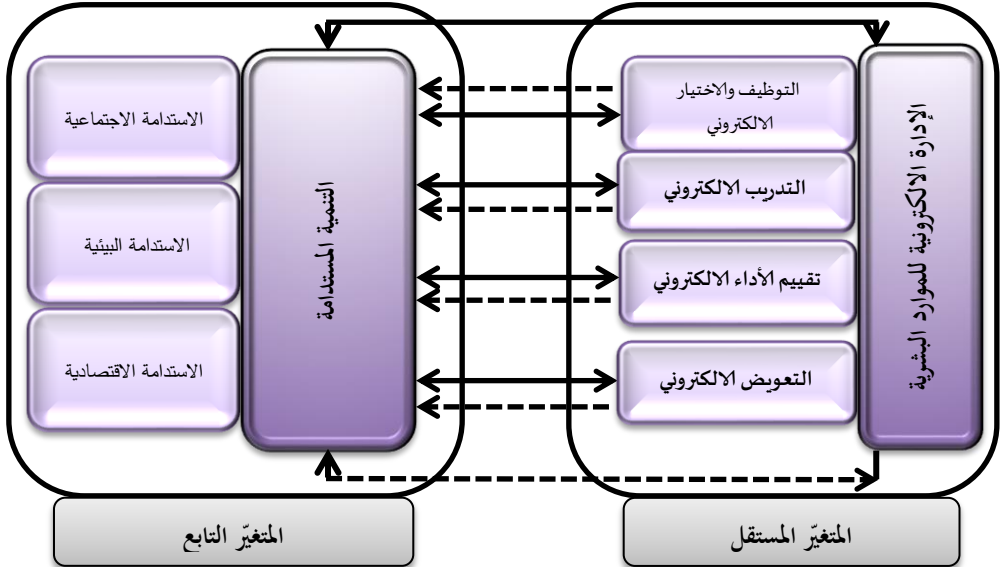 الإدارة الالكترونية للموارد البشرية
التوظيف والاختيار
الالكتروني
التدريب الالكتروني
تقييم الأداء الالكتروني
التعويض الالكتروني
المتغيّر المستقل
التنمية المستدامة
الاستدامة الاجتماعية
الاستدامة البيئية
الاستدامة الاقتصادية
المتغيّر التابع